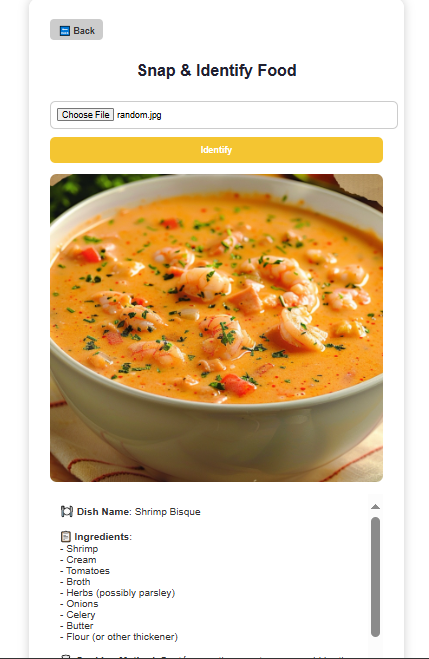 Back
Snap & Identify Food
Choose File random.jpg
Identify
Dish Name: Shrimp Bisque
Ingredients:
- Shrimp
- Cream
- Tomatoes
- Broth
- Herbs (possibly parsley)
- Onions
- Celery
- Butter
- Flour (or other thickener)